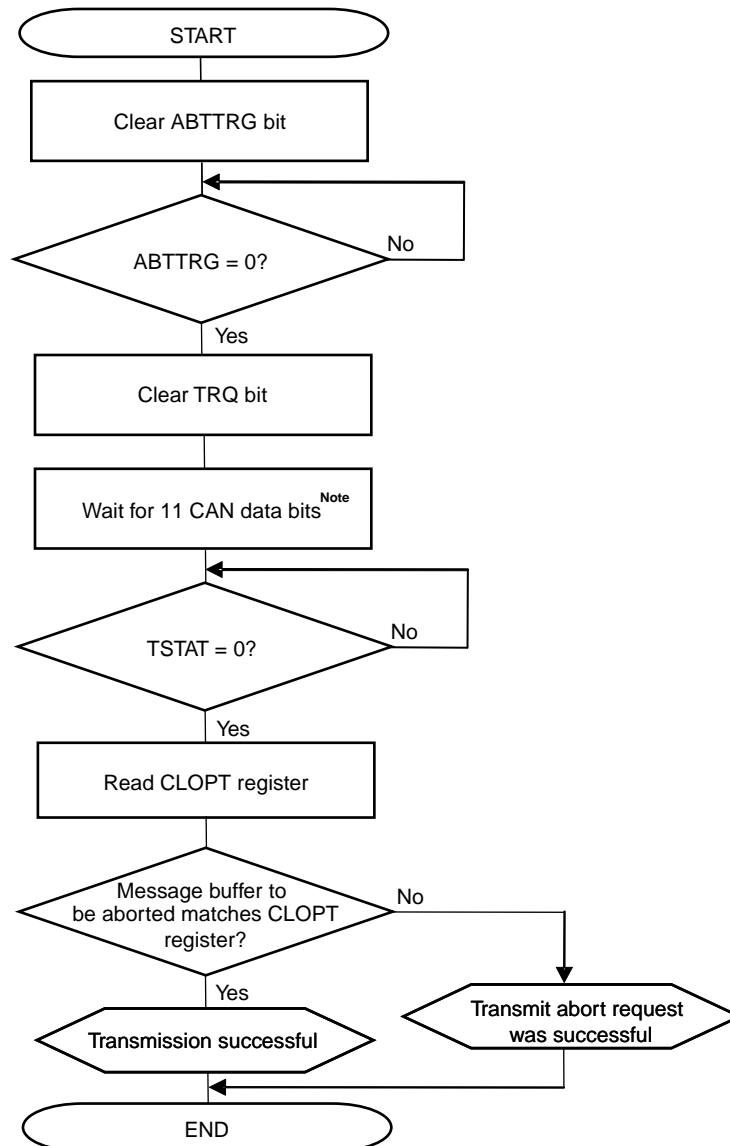 START
Clear ABTTRG bit
No
ABTTRG = 0?
Yes
Clear TRQ bit
Wait for 11 CAN data bits Note
No
TSTAT = 0?
Yes
Read CLOPT register
Message buffer to
be aborted matches CLOPT
register?
No
Yes
Transmission successful
Transmit abort request
was successful
END